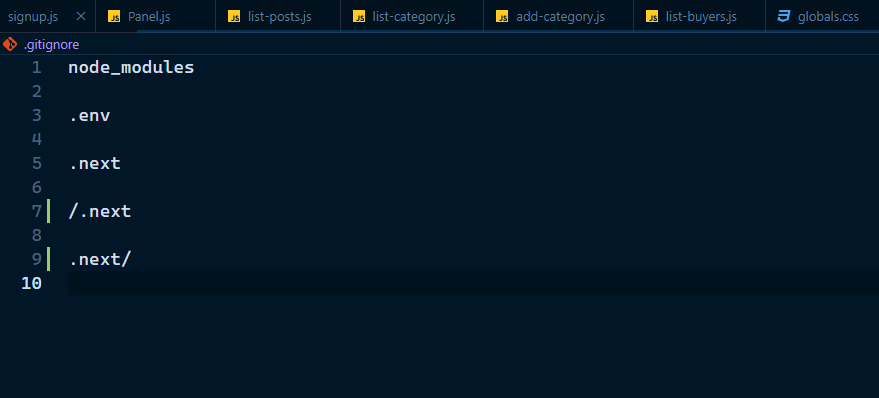 signup.js Panel.js list-posts.js list-category.js add-category.js list-buyers.js globals.css
.gitignore
1 node_modules
2
3 .env
4
5 .next
6
7 /.next
8
9 .next/
10